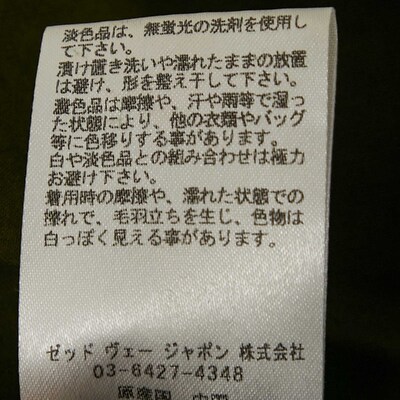 淡色品は、無蛍光の洗剤を使用し
て下さい。
漬け置き洗いや濡れたままの放置
は避け、形を整え干して下さい。
濃色品は摩擦や、汗や雨等で湿っ
た状態により、他の衣類やバッグ
等に色移りする事があります。
白や淡色品との組み合わせは極力
お避け下さい。
着用時の摩擦や、濡れた状態での
擦れで、毛羽立ちを生じ、色物は
白っぽく見える事があります。
ゼッド ヴェー ジャポン 株式会社
03-6427-4348
原産国